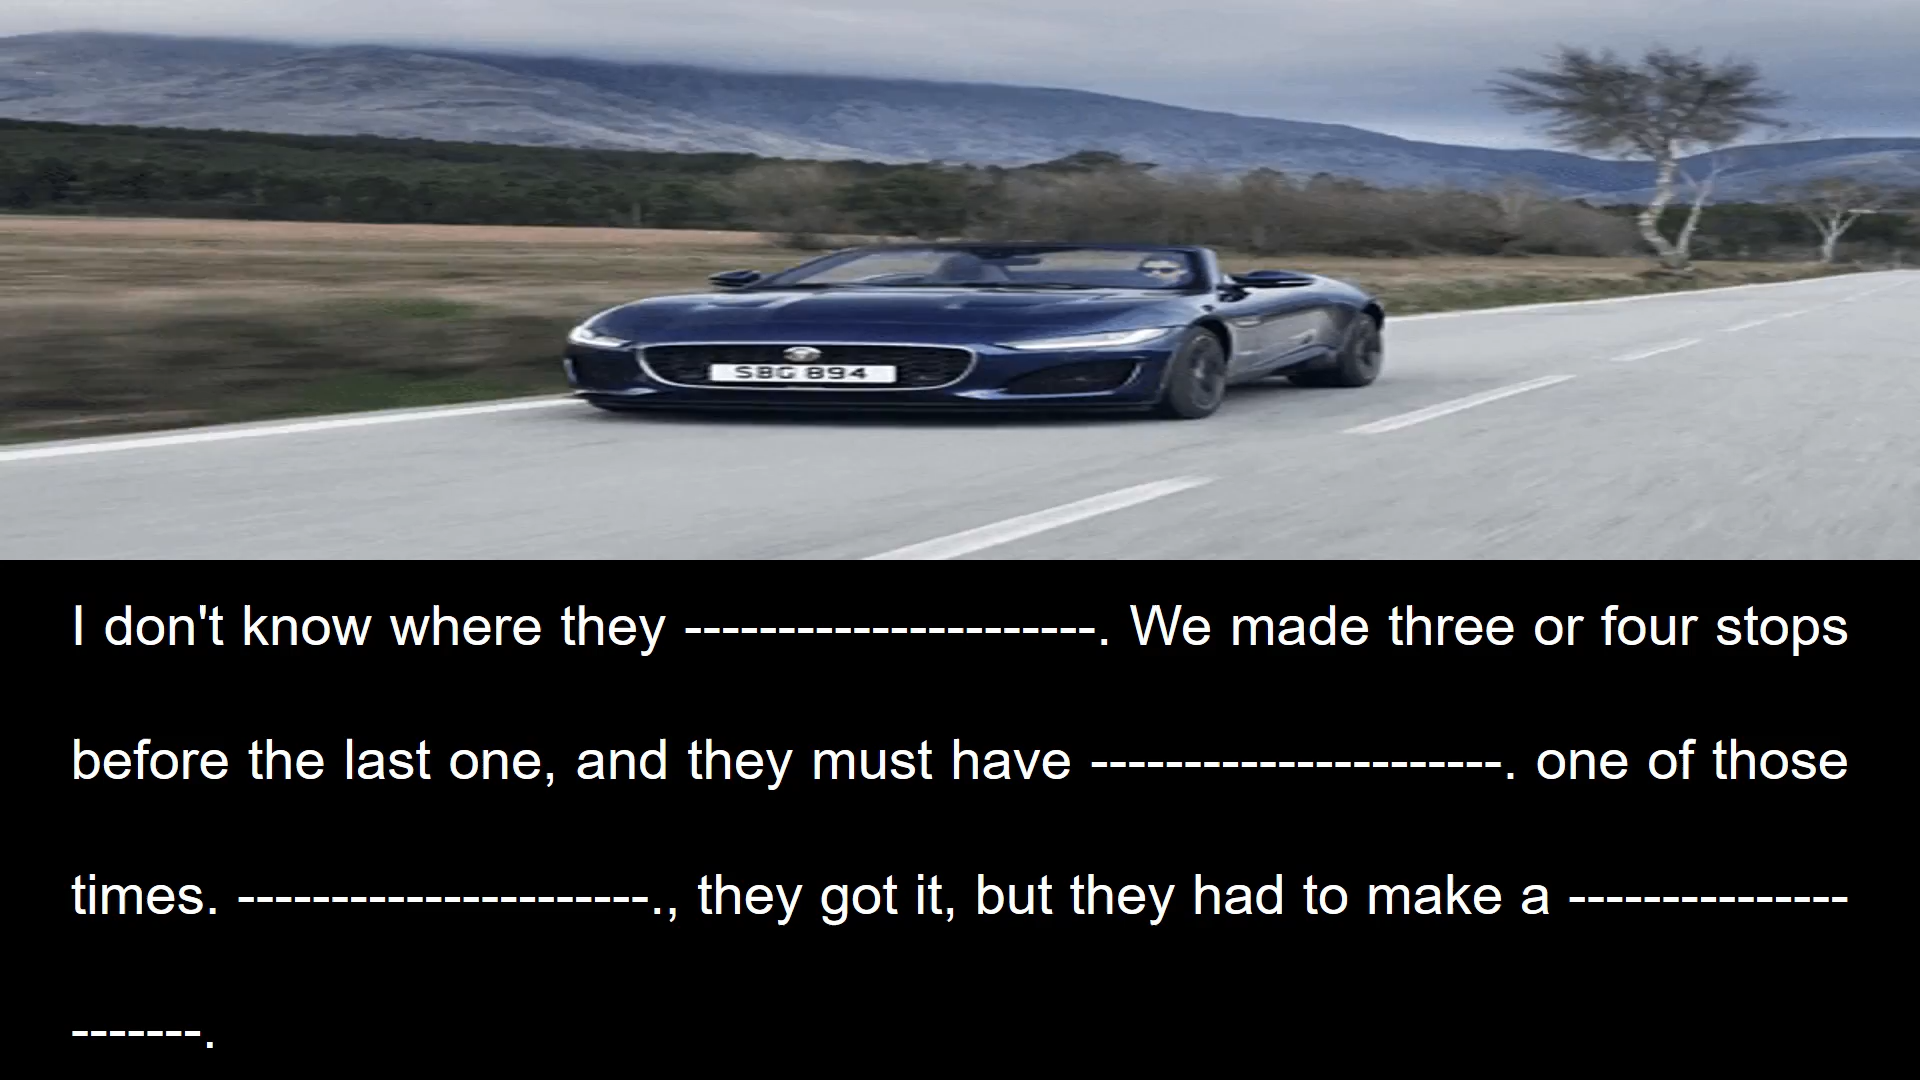 SBG 894
I don't know where they ----------------------. We made three or four stops
before the last one, and they must have ----------------------. one of those
times. ----------------------., they got it, but they had to make a ---------------
-------.